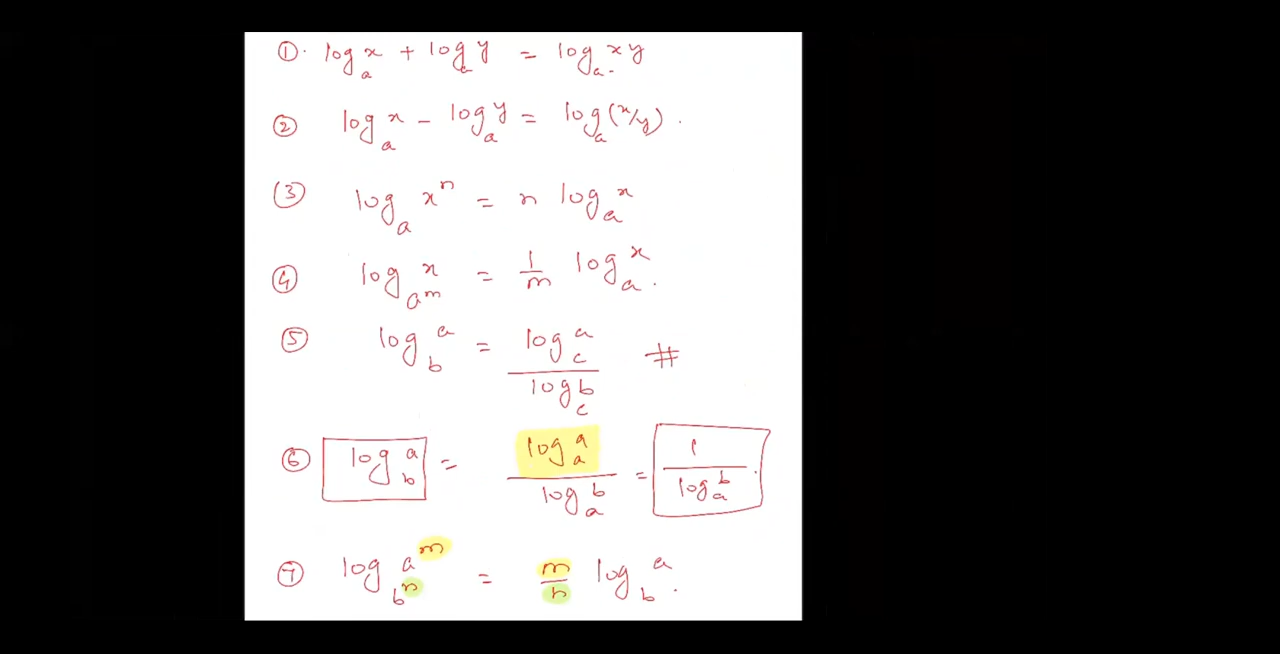 ① log_a x + log_a y = log_a xy
② log_a x - log_a y = log_a (x/y).
③ log_a x^n = n log_a x
④ log_{a^m} x = 1/m log_a x.
⑤ log_b a = log_c a / log_c b #
⑥ log_b a = log_a a / log_a b = 1 / log_a b.
⑦ log_{b^n} a^m = m/n log_b a.